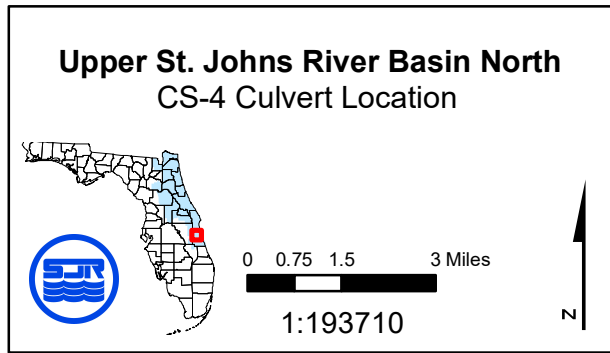 Upper St. Johns River Basin North
CS-4 Culvert Location
SJR
0 0.75 1.5 3 Miles
1:193710
N